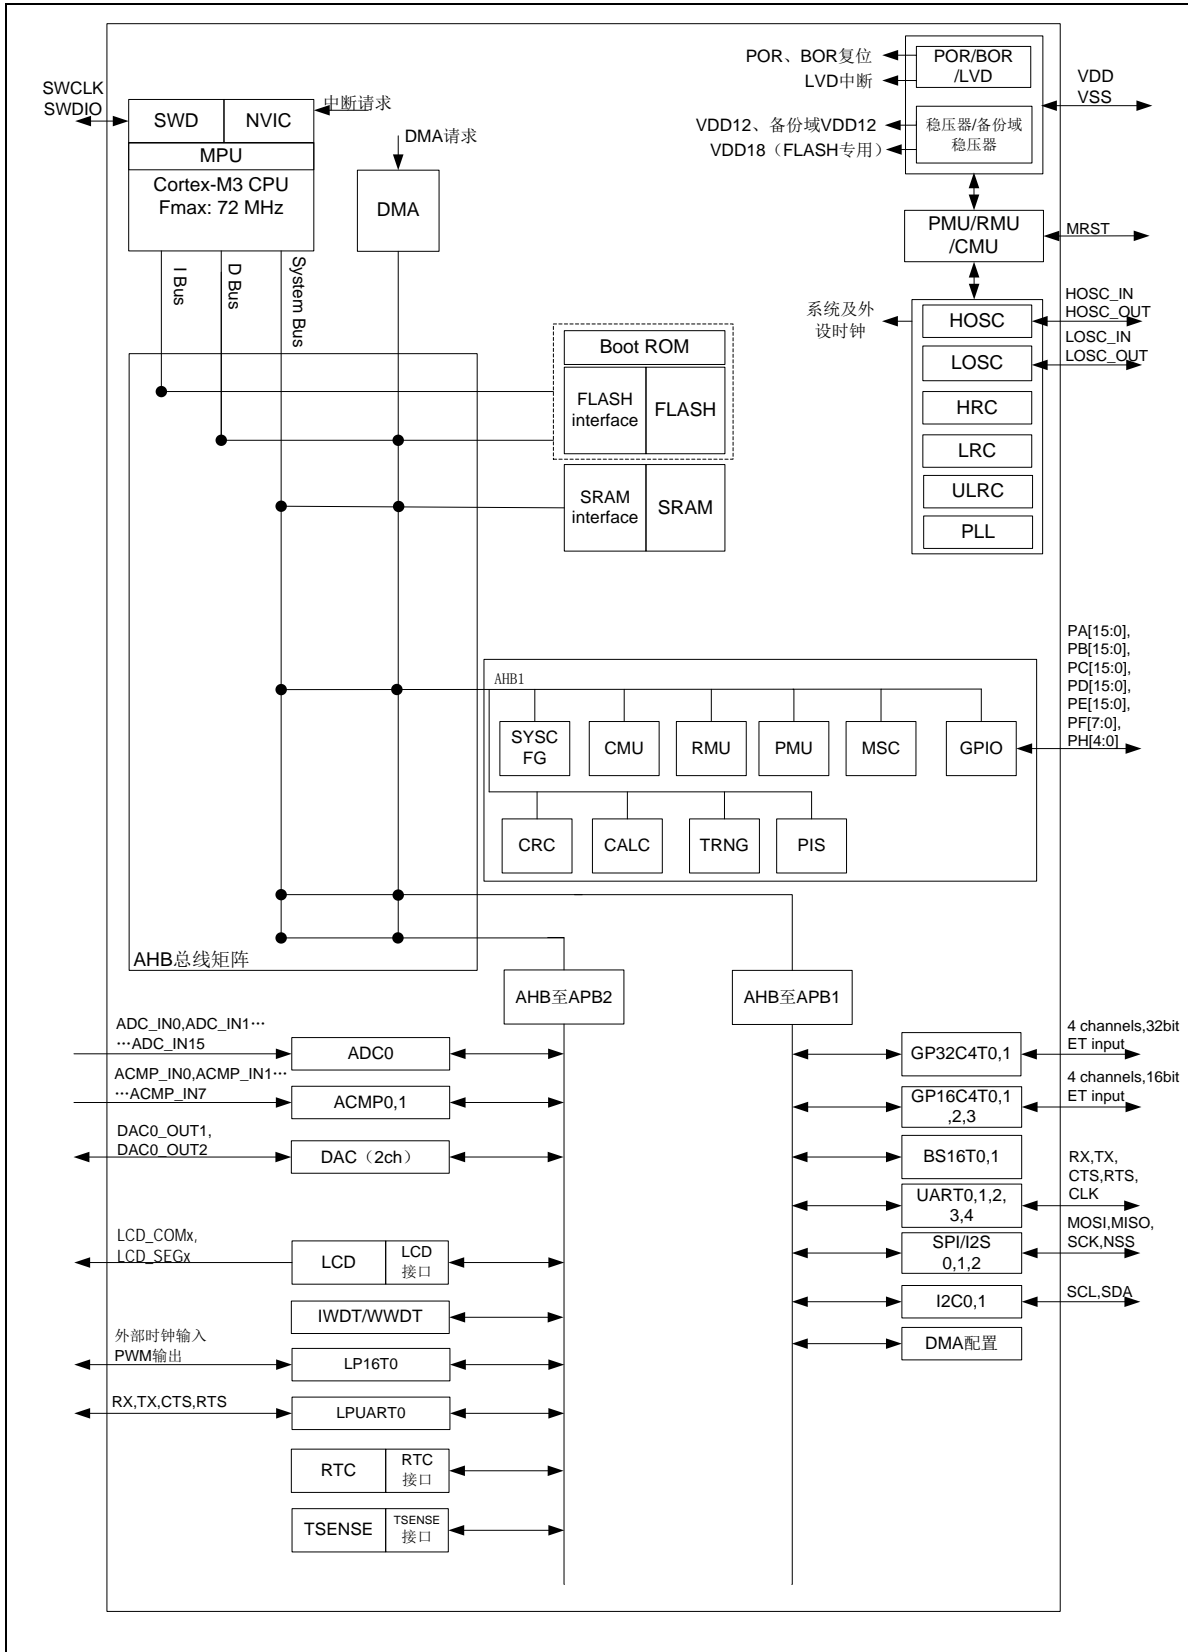 SWCLK
SWDIO
SWD
NVIC
中断请求
MPU
Cortex-M3 CPU
Fmax: 72 MHz
DMA请求
DMA
POR、BOR复位
LVD中断
POR/BOR
/LVD
VDD
VSS
VDD12、备份域VDD12
VDD18（FLASH专用）
稳压器/备份域
稳压器
PMU/RMU
/CMU
MRST
I Bus
D Bus
System Bus
系统及外
设时钟
HOSC
HOSC_IN
HOSC_OUT
LOSC
LOSC_IN
LOSC_OUT
HRC
LRC
ULRC
PLL
Boot ROM
FLASH
interface
FLASH
SRAM
interface
SRAM
AHB1
SYSC
FG
CMU
RMU
PMU
MSC
GPIO
PA[15:0],
PB[15:0],
PC[15:0],
PD[15:0],
PE[15:0],
PF[7:0],
PH[4:0]
CRC
CALC
TRNG
PIS
AHB总线矩阵
AHB至APB2
AHB至APB1
ADC_IN0,ADC_IN1…
…ADC_IN15
ADC0
ACMP_IN0,ACMP_IN1…
…ACMP_IN7
ACMP0,1
DAC0_OUT1,
DAC0_OUT2
DAC（2ch）
LCD_COMx,
LCD_SEGx
LCD
LCD
接口
IWDT/WWDT
外部时钟输入
PWM输出
LP16T0
RX,TX,CTS,RTS
LPUART0
RTC
RTC
接口
TSENSE
TSENSE
接口
GP32C4T0,1
4 channels,32bit
ET input
GP16C4T0,1
,2,3
4 channels,16bit
ET input
BS16T0,1
UART0,1,2,
3,4
RX,TX,
CTS,RTS,
CLK
SPI/I2S
0,1,2
MOSI,MISO,
SCK,NSS
I2C0,1
SCL,SDA
DMA配置